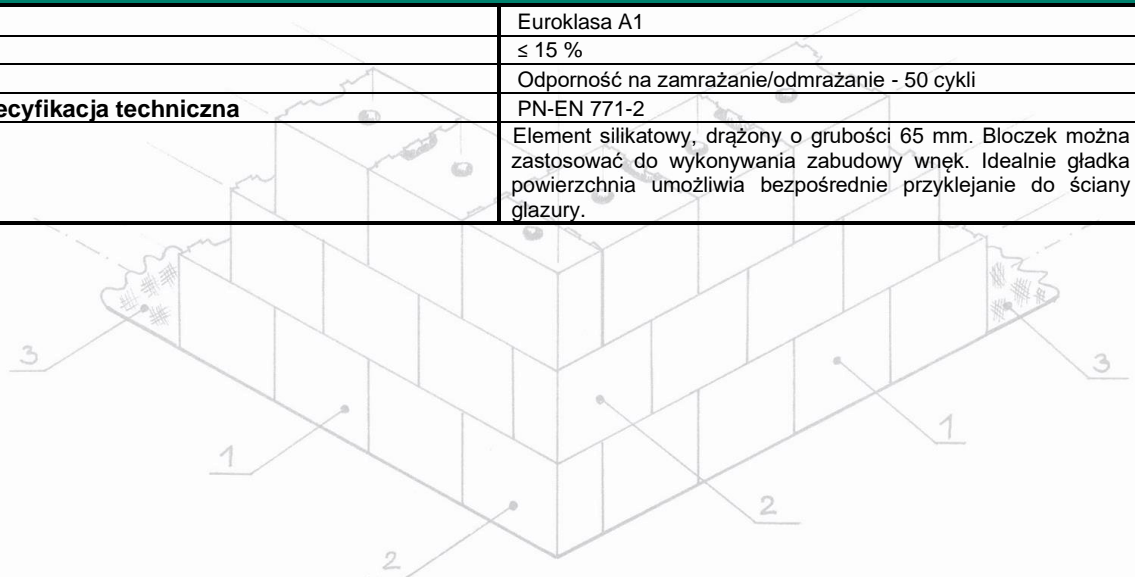 Euroklasa A1
≤ 15 %
Odporność na zamrażanie/odmrażanie - 50 cykli
ecyfikacja techniczna PN-EN 771-2
Element silikatowy, drążony o grubości 65 mm. Bloczek można
zastosować do wykonywania zabudowy wnęk. Idealnie gładka
powierzchnia umożliwia bezpośrednie przyklejanie do ściany
glazury.
3
3
1
1
2
2